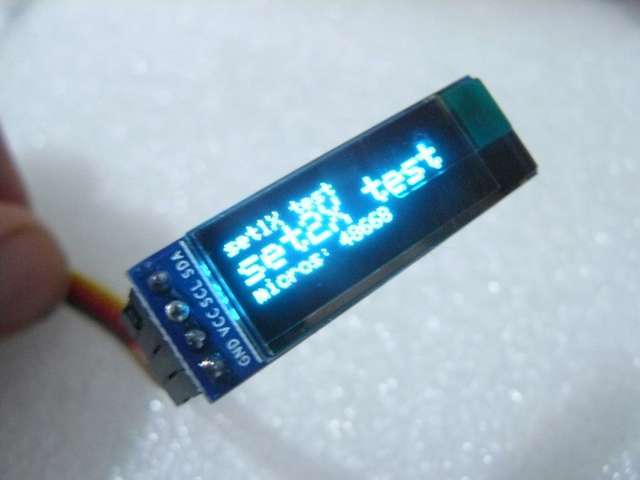 set1X test
set2X test
micros: 48668
GND VCC SCL SDA